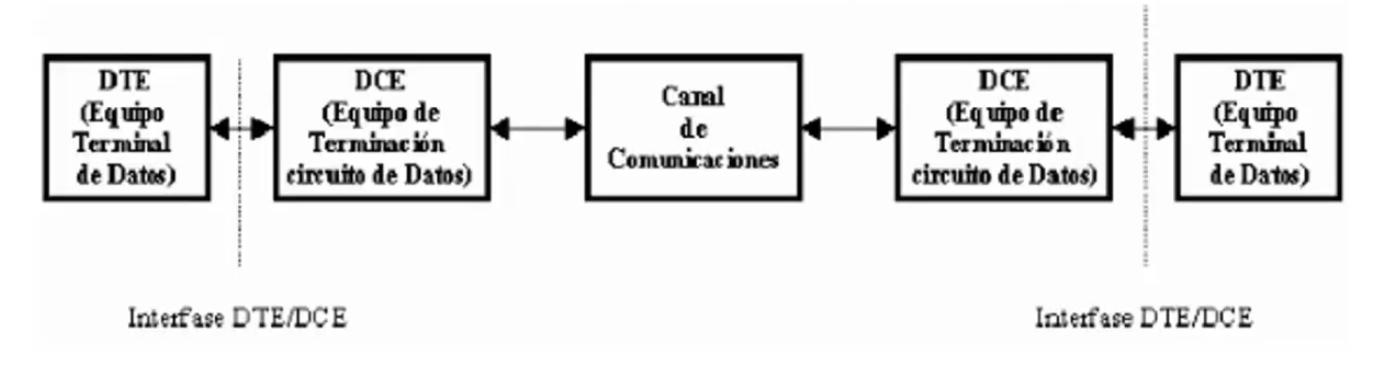 DTE
(Equipo
Terminal
de Datos)
DCE
(Equipo de
Terminación
circuito de Datos)
Canal
de
Comunicaciones
DCE
(Equipo de
Terminación
circuito de Datos)
DTE
(Equipo
Terminal
de Datos)
Interfase DTE/DCE
Interfase DTE/DCE